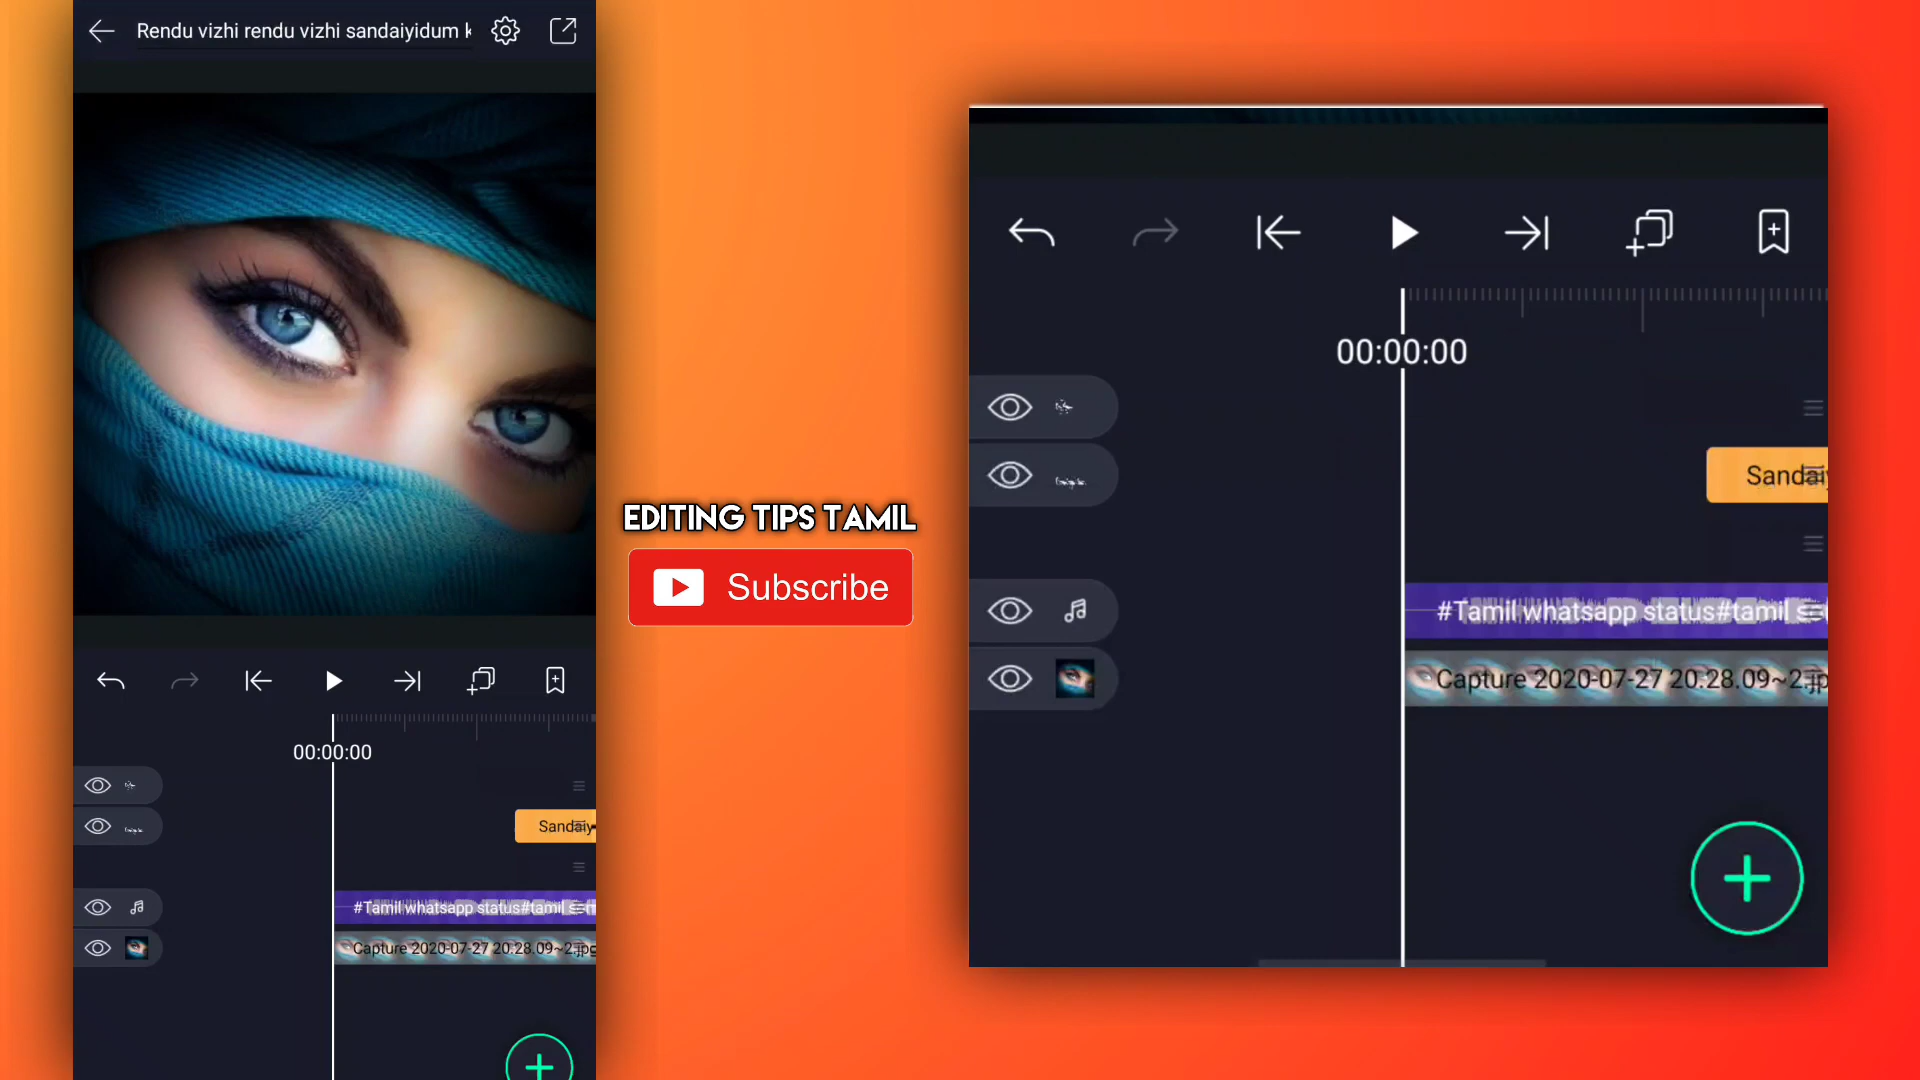 Rendu vizhi rendu vizhi sandaiyidum k
00:00:00
Sandaiy
#Tamil whatsapp status#tamil s
Capture 2020-07-27 20.28.09~2.jpg
EDITING TIPS TAMIL
Subscribe
00:00:00
Sandaiy
#Tamil whatsapp status#tamil s
Capture 2020-07-27 20.28.09~2.jp